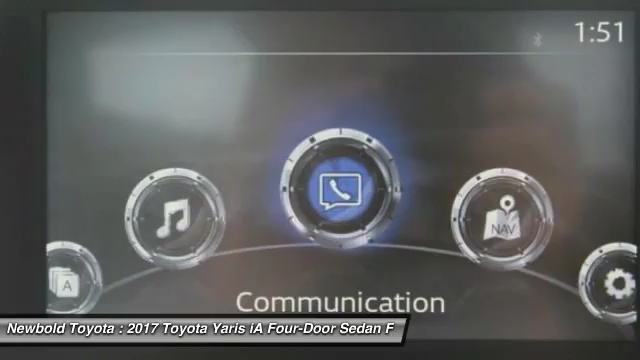 1:51
NAV
A
Communication
Newbold Toyota : 2017 Toyota Yaris iA Four-Door Sedan F